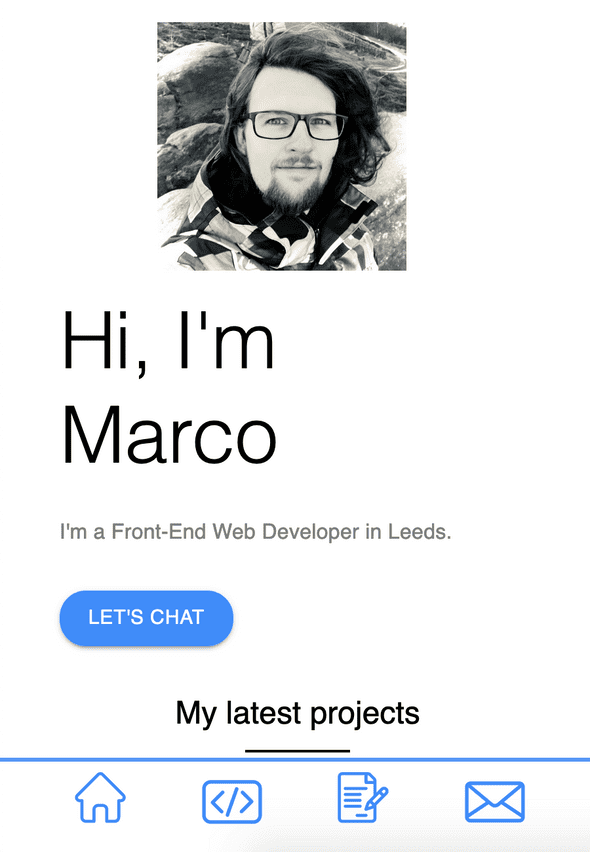 Hi, I'm
Marco
I'm a Front-End Web Developer in Leeds.
LET'S CHAT
My latest projects